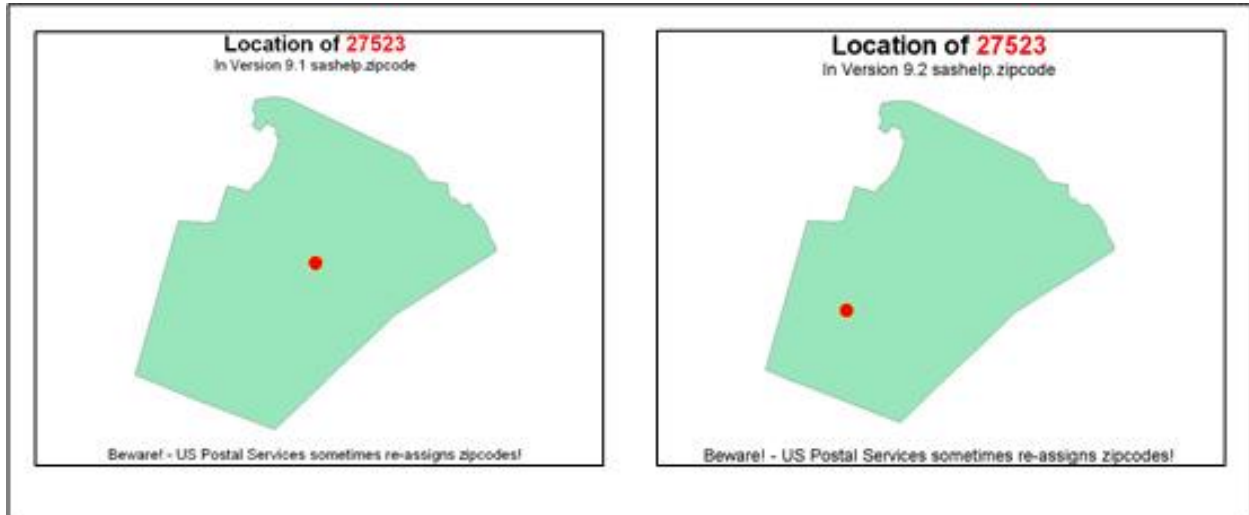 Location of 27523
In Version 9.1 sashelp.zipcode
Beware! - US Postal Services sometimes re-assigns zipcodes!
Location of 27523
In Version 9.2 sashelp.zipcode
Beware! - US Postal Services sometimes re-assigns zipcodes!